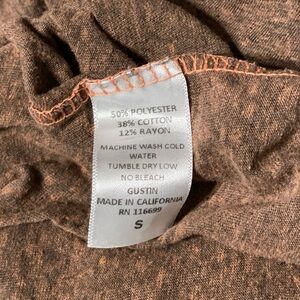 50% POLYESTER
38% COTTON
12% RAYON
MACHINE WASH COLD
WATER
TUMBLE DRY LOW
NO BLEACH
GUSTIN
MADE IN CALIFORNIA
RN 116699
S